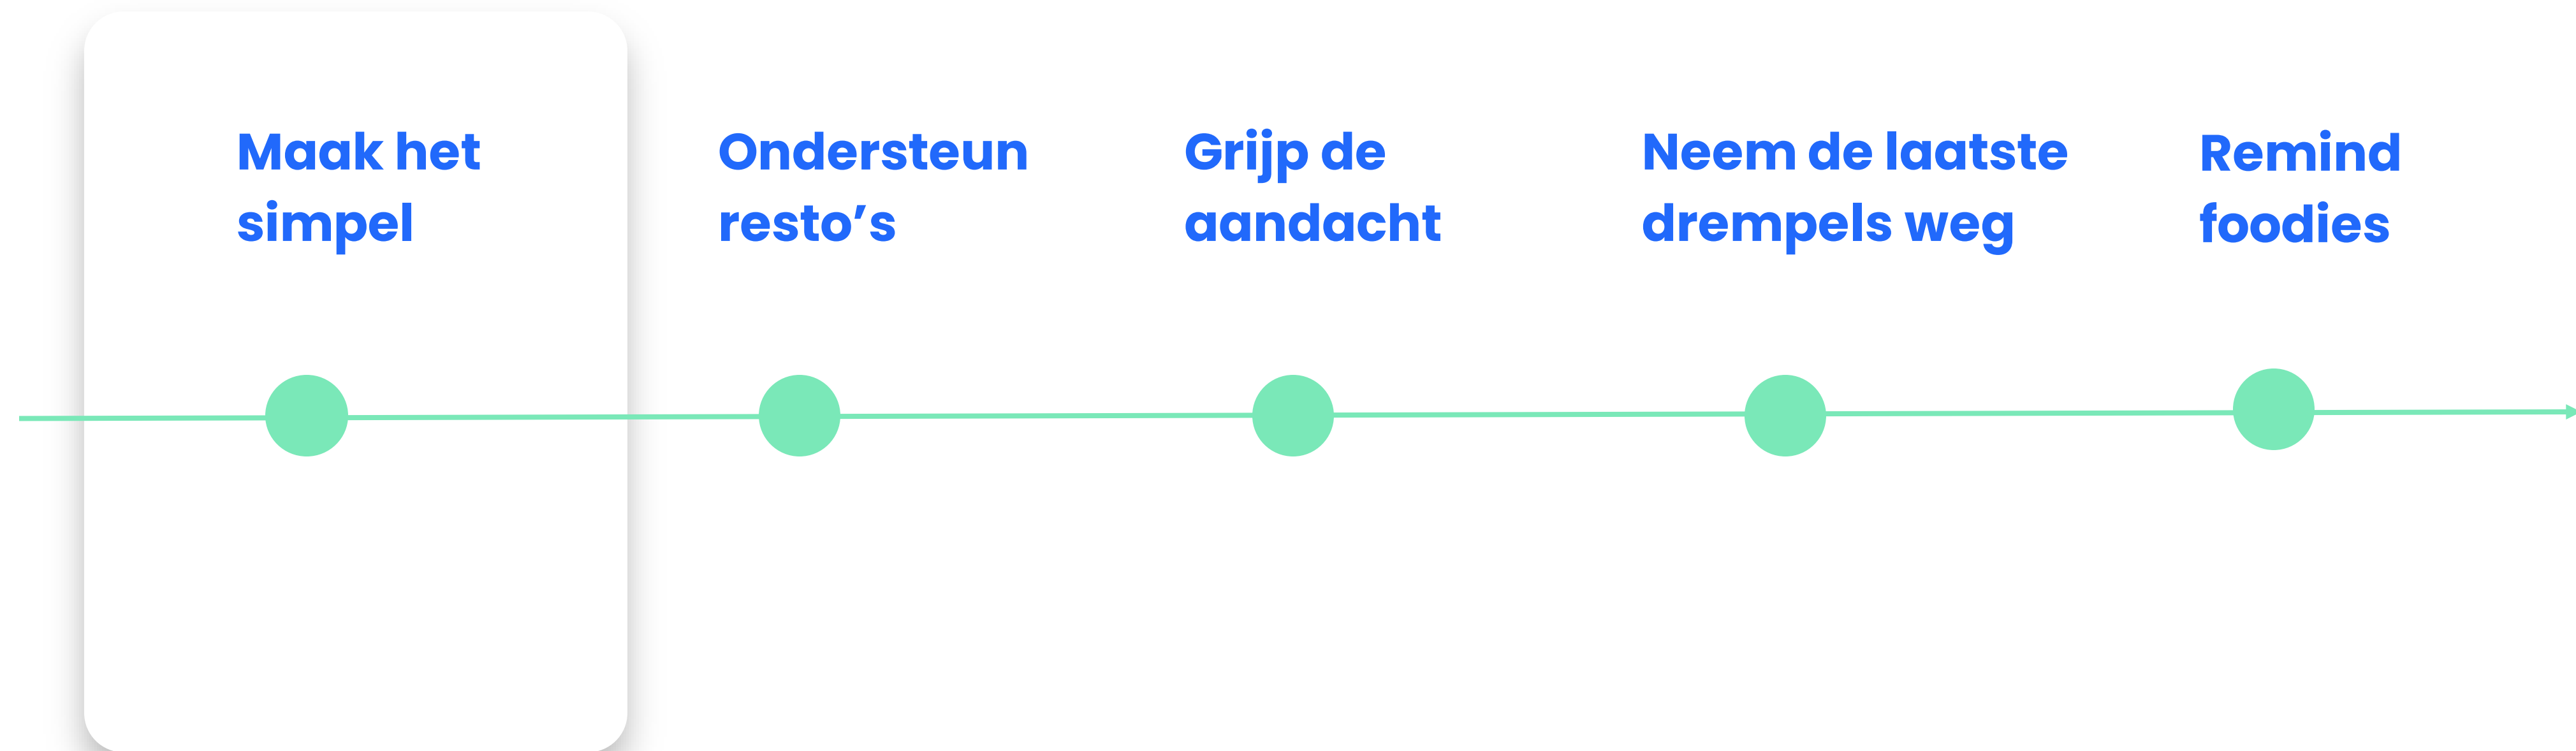 Maak het
simpel
Ondersteun
resto’s
Grijp de
aandacht
Neem de laatste
drempels weg
Remind
foodies